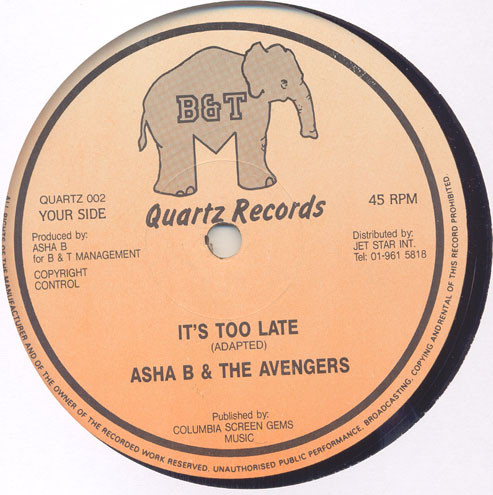 B&T
Quartz Records
QUARTZ 002
YOUR SIDE
45 RPM
Produced by:
ASHA B
for B & T MANAGEMENT
COPYRIGHT
CONTROL
Distributed by:
JET STAR INT.
Tel: 01-961 5818
IT'S TOO LATE
(ADAPTED)
ASHA B & THE AVENGERS
Published by:
COLUMBIA SCREEN GEMS
MUSIC
ALL RIGHTS OF THE MANUFACTURER AND OF THE OWNER OF THE RECORDED WORK RESERVED. UNAUTHORISED PUBLIC PERFORMANCE, BROADCASTING, COPYING AND RENTAL OF THIS RECORD PROHIBITED.